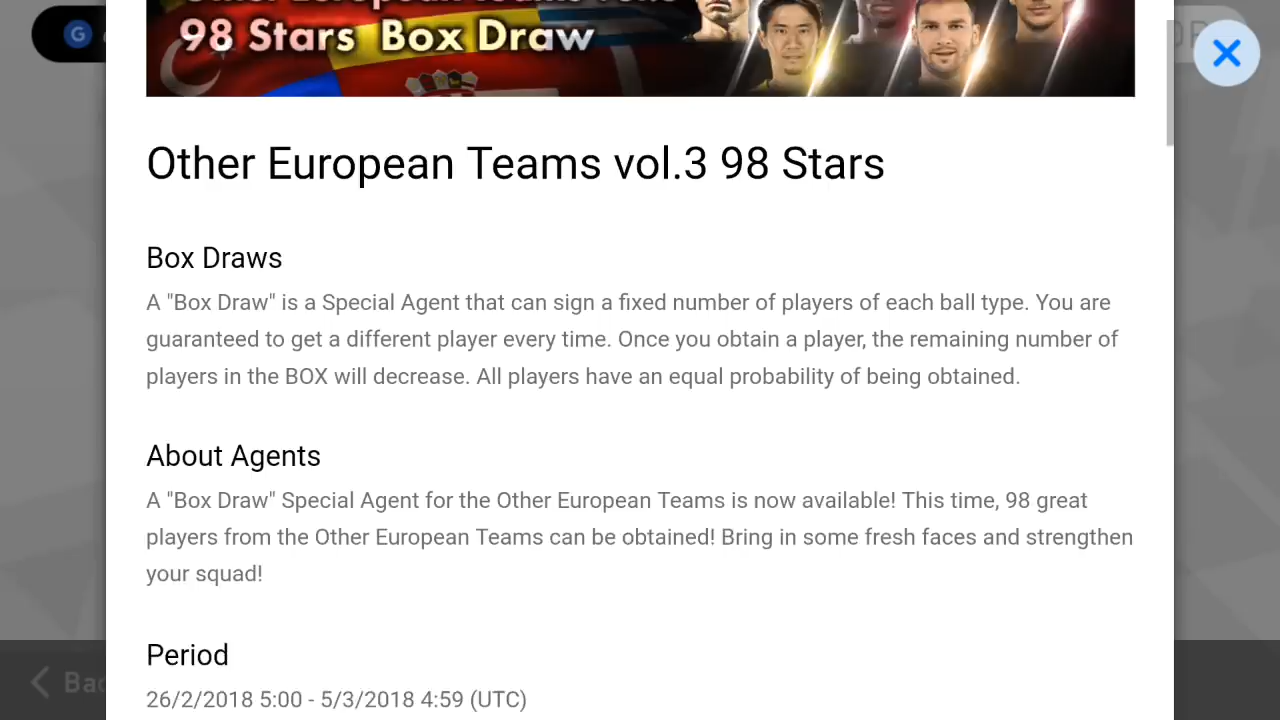 98 Stars Box Draw
Other European Teams vol.3 98 Stars
Box Draws
A "Box Draw" is a Special Agent that can sign a fixed number of players of each ball type. You are
guaranteed to get a different player every time. Once you obtain a player, the remaining number of
players in the BOX will decrease. All players have an equal probability of being obtained.
About Agents
A "Box Draw" Special Agent for the Other European Teams is now available! This time, 98 great
players from the Other European Teams can be obtained! Bring in some fresh faces and strengthen
your squad!
Period
26/2/2018 5:00 - 5/3/2018 4:59 (UTC)